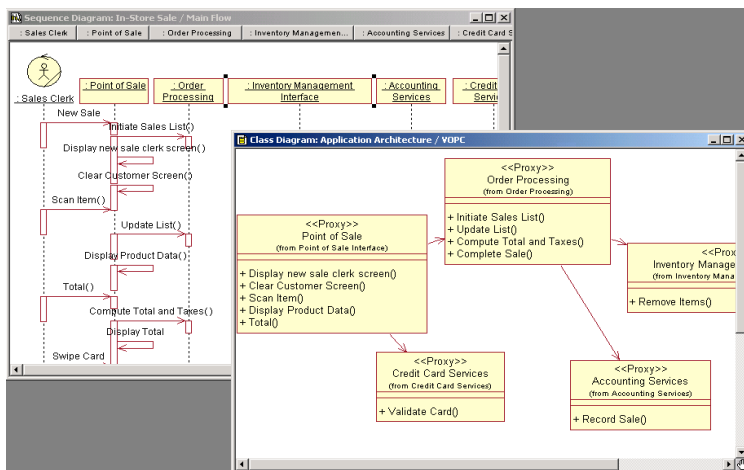 Sequence Diagram: In-Store Sale / Main Flow
: Sales Clerk
: Point of Sale
: Order Processing
: Inventory Managemen...
: Accounting Services
: Credit Card S
: Sales Clerk
: Point of Sale
: Order
Processing
: Inventory Management
Interface
: Accounting
Services
: Credit
Servic
New Sale
Initiate Sales List()
Display new sale clerk screen()
Clear Customer Screen()
Scan Item()
Update List()
Display Product Data()
Total()
Compute Total and Taxes()
Display Total
Swipe Card
Class Diagram: Application Architecture / VOPC
<<Proxy>>
Order Processing
(from Order Processing)
+ Initiate Sales List()
+ Update List()
+ Compute Total and Taxes()
+ Complete Sale()
<<Proxy>>
Point of Sale
(from Point of Sale Interface)
+ Display new sale clerk screen()
+ Clear Customer Screen()
+ Scan Item()
+ Display Product Data()
+ Total()
<<Prox
Inventory Manage
(from Inventory Mana
+ Remove Items()
<<Proxy>>
Credit Card Services
(from Credit Card Services)
+ Validate Card()
<<Proxy>>
Accounting Services
(from Accounting Services)
+ Record Sale()